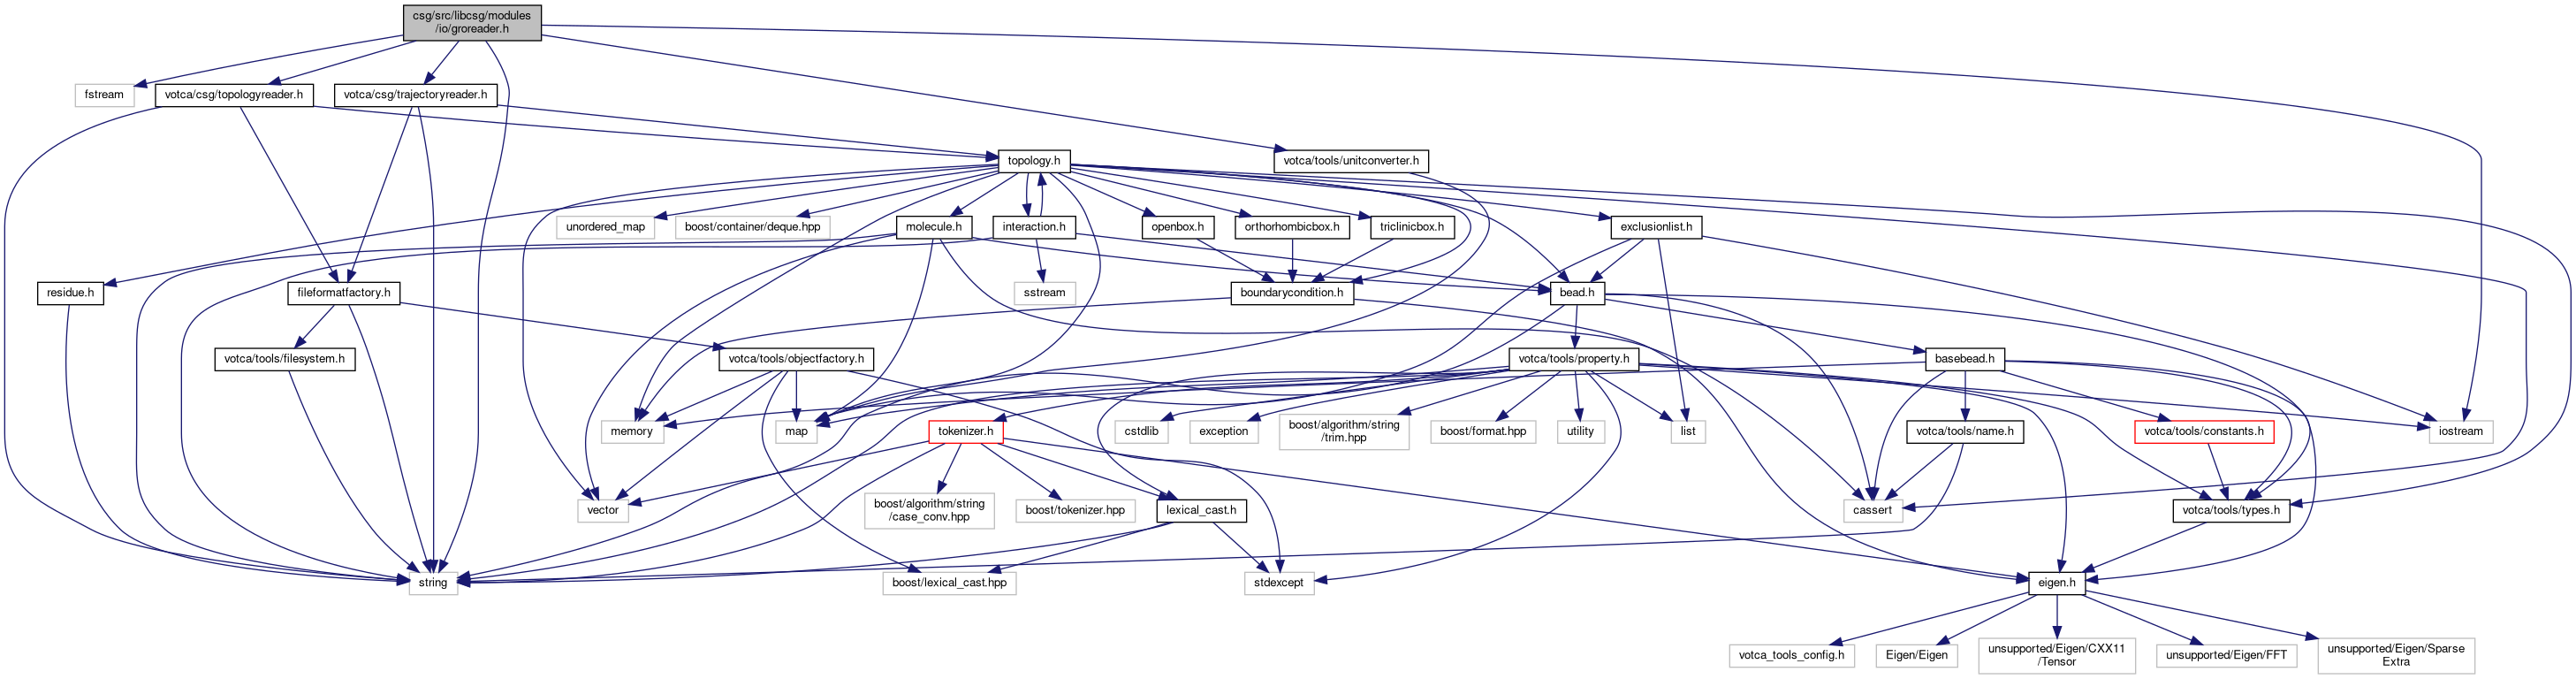 csg/src/libcsg/modules
/io/groreader.h
fstream
votca/csg/topologyreader.h
votca/csg/trajectoryreader.h
topology.h
votca/tools/unitconverter.h
unordered_map
boost/container/deque.hpp
molecule.h
interaction.h
openbox.h
orthorhombicbox.h
triclinicbox.h
exclusionlist.h
residue.h
fileformatfactory.h
sstream
boundarycondition.h
bead.h
votca/tools/filesystem.h
votca/tools/objectfactory.h
votca/tools/property.h
basebead.h
memory
map
tokenizer.h
cstdlib
exception
boost/algorithm/string
/trim.hpp
boost/format.hpp
utility
list
votca/tools/name.h
votca/tools/constants.h
iostream
vector
boost/algorithm/string
/case_conv.hpp
boost/tokenizer.hpp
lexical_cast.h
cassert
votca/tools/types.h
string
boost/lexical_cast.hpp
stdexcept
eigen.h
votca_tools_config.h
Eigen/Eigen
unsupported/Eigen/CXX11
/Tensor
unsupported/Eigen/FFT
unsupported/Eigen/Sparse
Extra